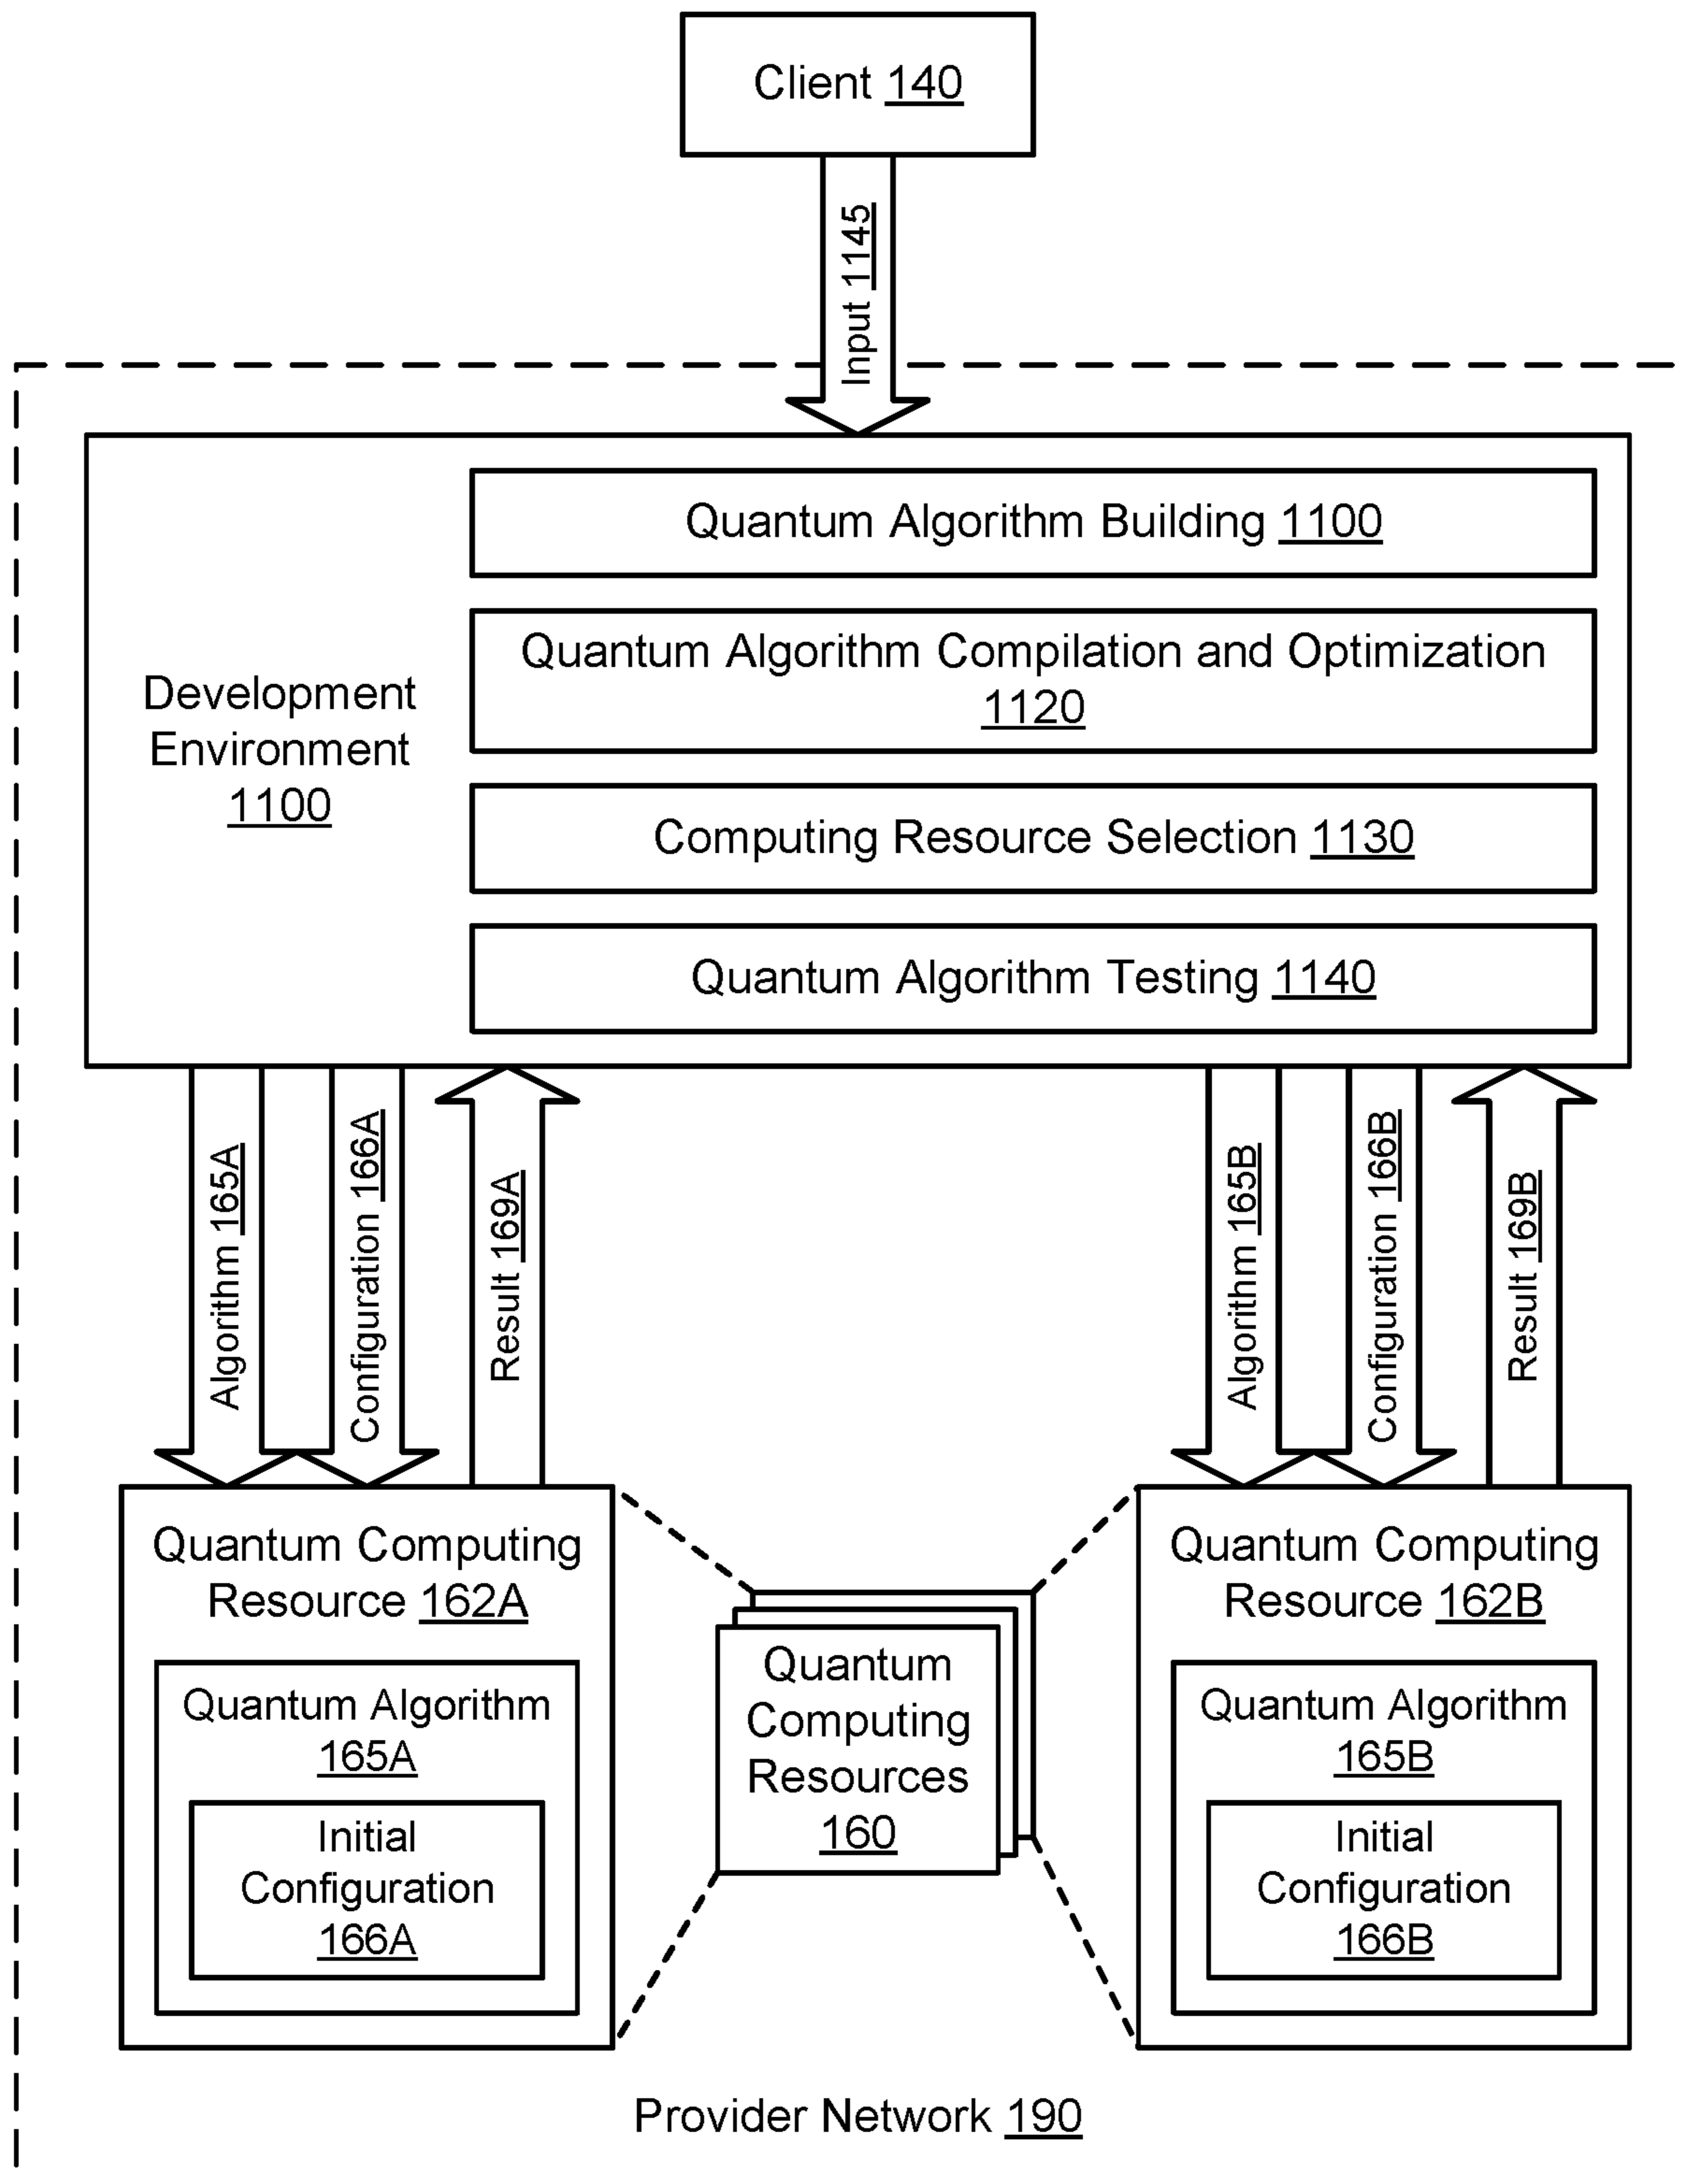 Client 140
Input 1145
Development
Environment
1100
Quantum Algorithm Building 1100
Quantum Algorithm Compilation and Optimization
1120
Computing Resource Selection 1130
Quantum Algorithm Testing 1140
Algorithm 165A
Configuration 166A
Result 169A
Algorithm 165B
Configuration 166B
Result 169B
Quantum Computing
Resource 162A
Quantum Algorithm
165A
Initial
Configuration
166A
Quantum
Computing
Resources
160
Quantum Computing
Resource 162B
Quantum Algorithm
165B
Initial
Configuration
166B
Provider Network 190